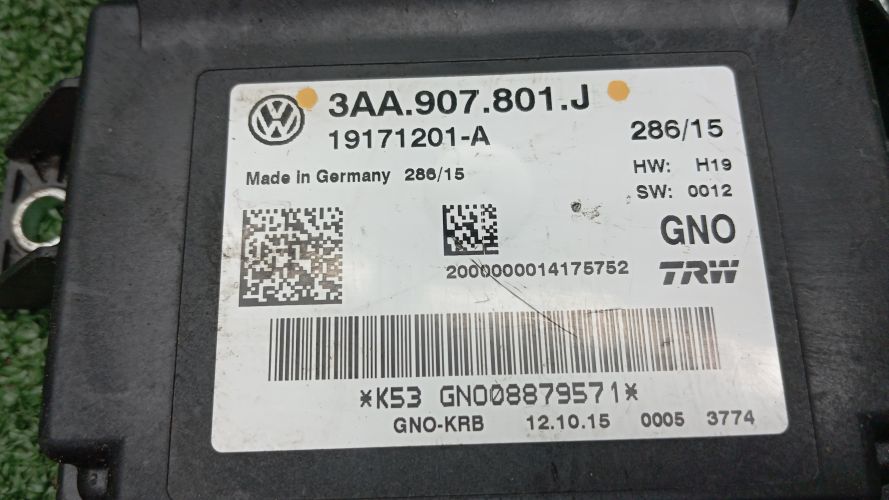 3AA.907.801.J
19171201-A
286/15
Made in Germany 286/15
HW: H19
SW: 0012
GNO
2000000014175752
TRW
*K53 GNO08879571*
GNO-KRB 12.10.15 0005 3774